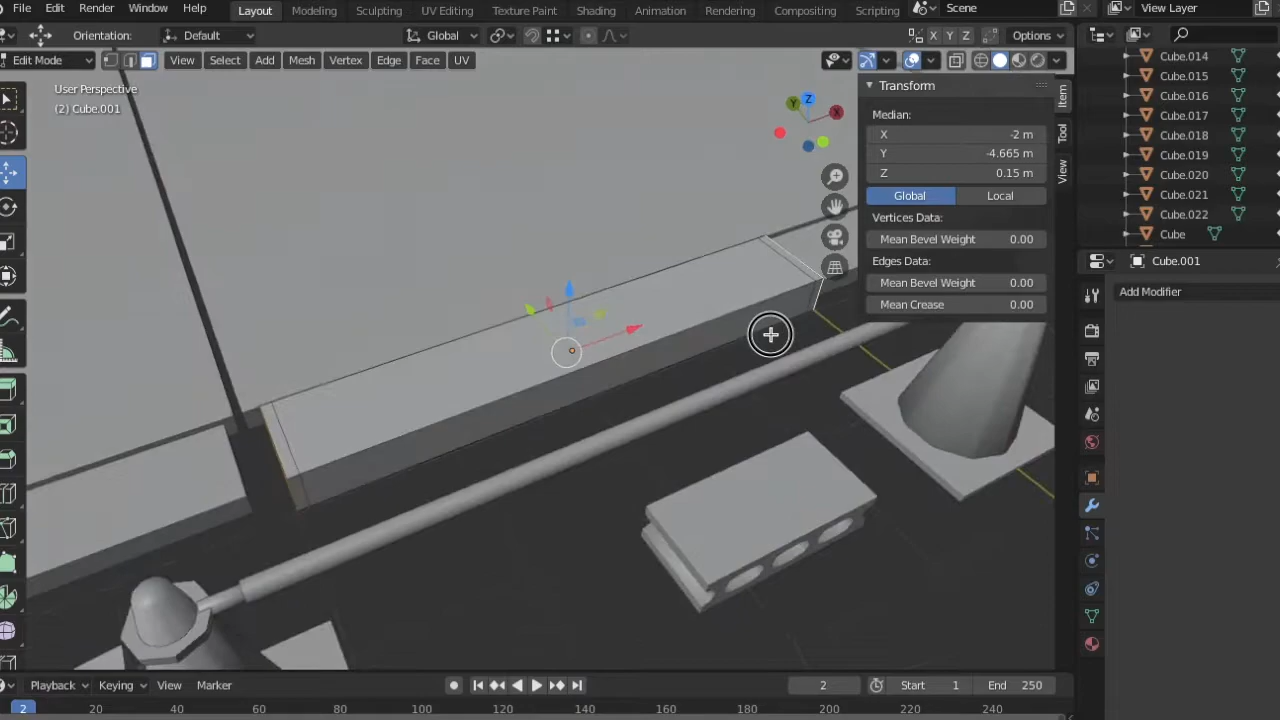 File Edit Render Window Help Layout Modeling Sculpting UV Editing Texture Paint Shading Animation Rendering Compositing Scripting Scene View Layer
Orientation: Default Global X Y Z Options
Edit Mode View Select Add Mesh Vertex Edge Face UV
User Perspective
(2) Cube.001
Z
Y
X
Transform
Median:
X -2 m
Y -4.665 m
Z 0.15 m
Global Local
Vertices Data:
Mean Bevel Weight 0.00
Edges Data:
Mean Bevel Weight 0.00
Mean Crease 0.00
Item
Tool
View
Cube.014
Cube.015
Cube.016
Cube.017
Cube.018
Cube.019
Cube.020
Cube.021
Cube.022
Cube
Cube.001
Add Modifier
Playback Keying View Marker 2 Start 1 End 250
2 20 40 60 80 100 120 140 160 180 200 220 240